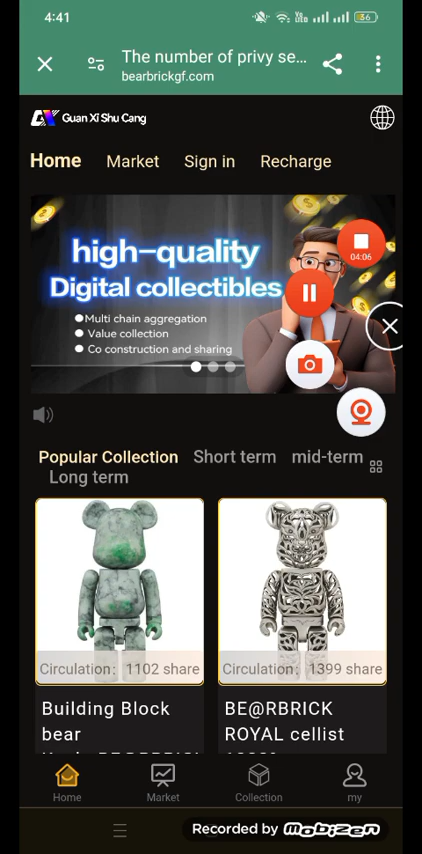 4:41
36
The number of privy se...
bearbrickgf.com
Guan Xi Shu Cang
Home Market Sign in Recharge
high-quality
Digital collectibles
Multi chain aggregation
Value collection
Co construction and sharing
04:06
Popular Collection Short term mid-term
Long term
Circulation: 1102 share
Circulation: 1399 share
Building Block
bear
BE@RBRICK
ROYAL cellist
Home Market Collection my
Recorded by Mobizen